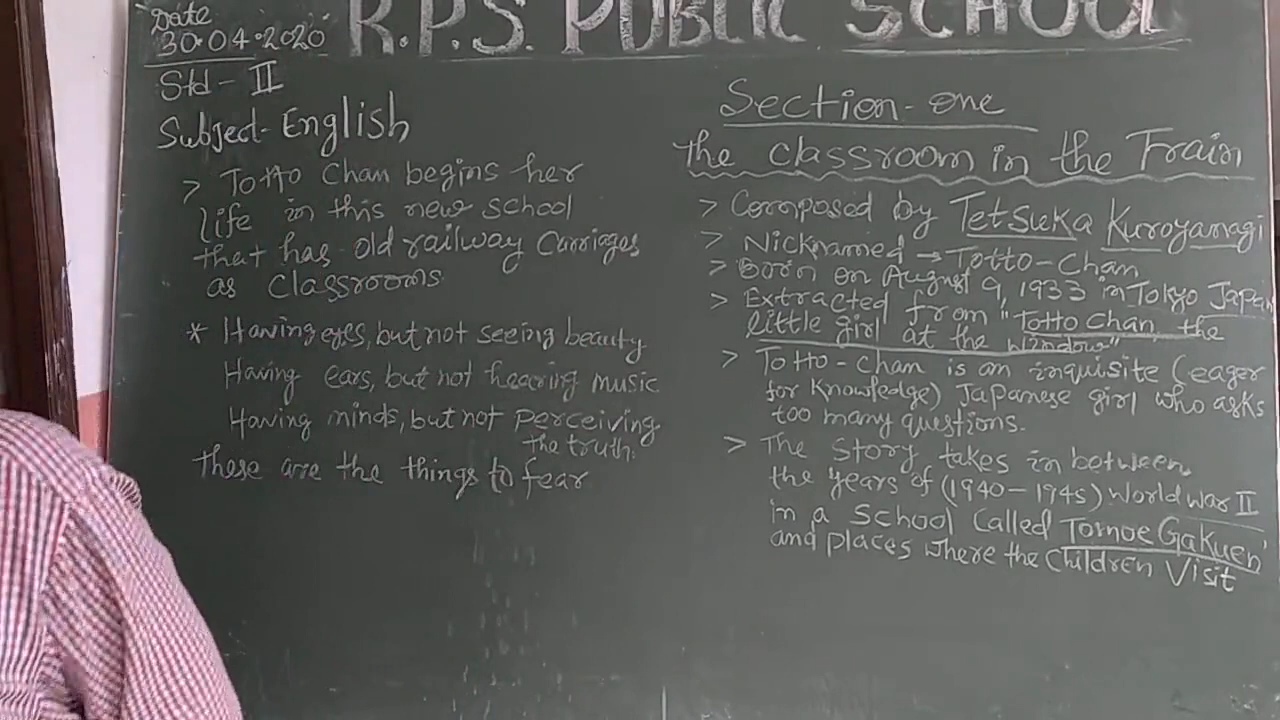 R.P.S. PUBLIC SCHOOL
Date
30.04.2020
Std - II
Subject - English
> Totto Chan begins her
life in this new school
that has old railway Carriages
as Classrooms
* Having eyes, but not seeing beauty
Having ears, but not hearing music
Having minds, but not perceiving
the truth.
These are the things to fear
Section - one
the classroom in the Train
> Composed by Tetsuka Kuroyanagi
> Nicknamed → Totto-Chan
> Born on August 9, 1933 in Tokyo Japan
> Extracted from "Totto Chan, the
little girl at the window"
> Totto-Chan is an inquisite (eager
for Knowledge) Japanese girl who asks
too many questions.
> The Story takes in between
the years of (1940-1945) World War II
in a School Called Tomoe Gakuen'
and places where the Children Visit